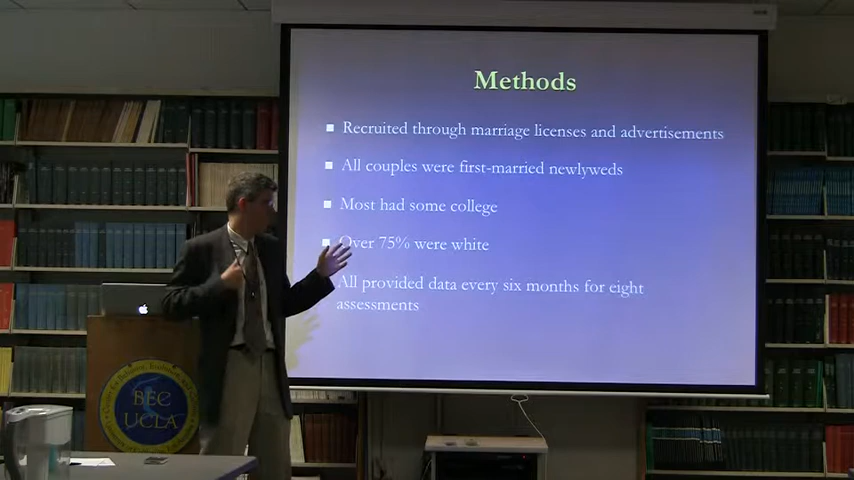 Methods
Recruited through marriage licenses and advertisements
All couples were first-married newlyweds
Most had some college
Over 75% were white
All provided data every six months for eight
assessments
BEC
UCLA